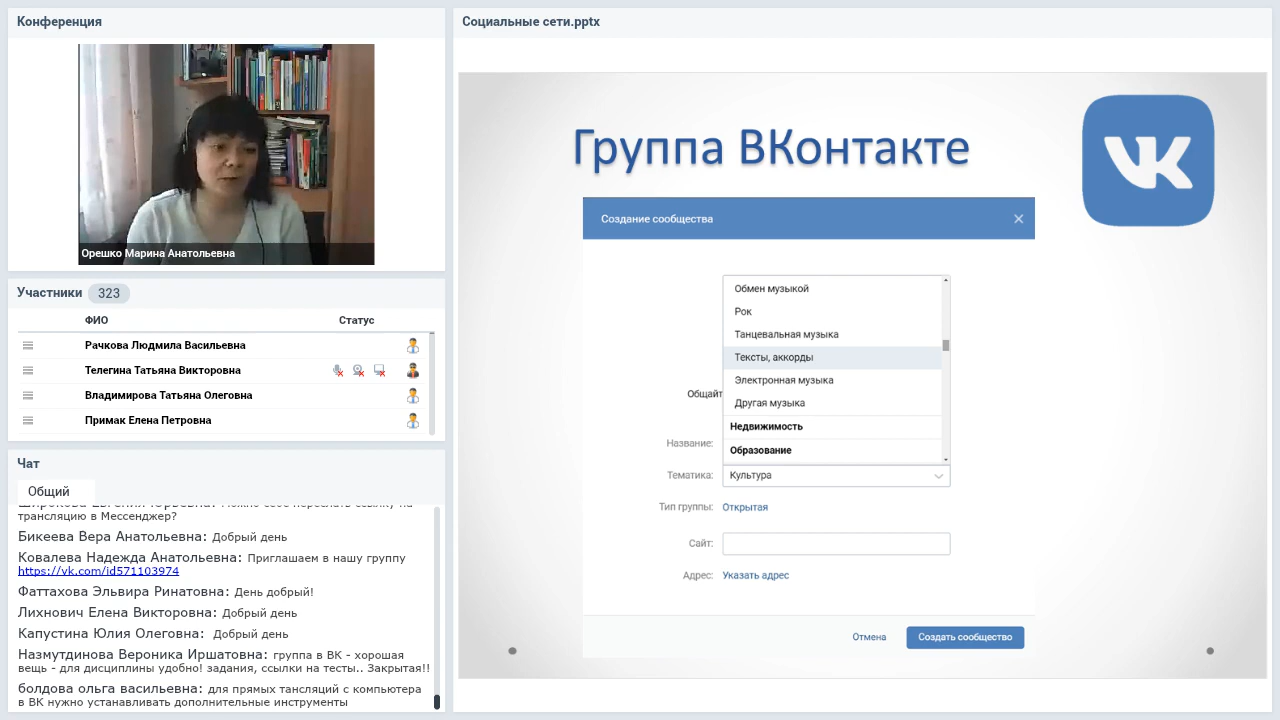 Конференция
Орешко Марина Анатольевна
Участники 323
ФИО Статус
Рачкова Людмила Васильевна
Телегина Татьяна Викторовна
Владимирова Татьяна Олеговна
Примак Елена Петровна
Чат
Общий
трансляцию в Мессенджер?
Бикеева Вера Анатольевна: Добрый день
Ковалева Надежда Анатольевна: Приглашаем в нашу группу
https://vk.com/id571103974
Фаттахова Эльвира Ринатовна: День добрый!
Лихнович Елена Викторовна: Добрый день
Капустина Юлия Олеговна: Добрый день
Назмутдинова Вероника Иршатовна: группа в ВК - хорошая
вещь - для дисциплины удобно! задания, ссылки на тесты.. Закрытая!!
болдова ольга васильевна: для прямых тансляций с компьютера
в ВК нужно устанавливать дополнительные инструменты
Социальные сети.pptx
Группа ВКонтакте
VK
Создание сообщества
Обмен музыкой
Рок
Танцевальная музыка
Тексты, аккорды
Электронная музыка
Другая музыка
Недвижимость
Образование
Общайт
Название:
Тематика: Культура
Тип группы: Открытая
Сайт:
Адрес: Указать адрес
Отмена Создать сообщество